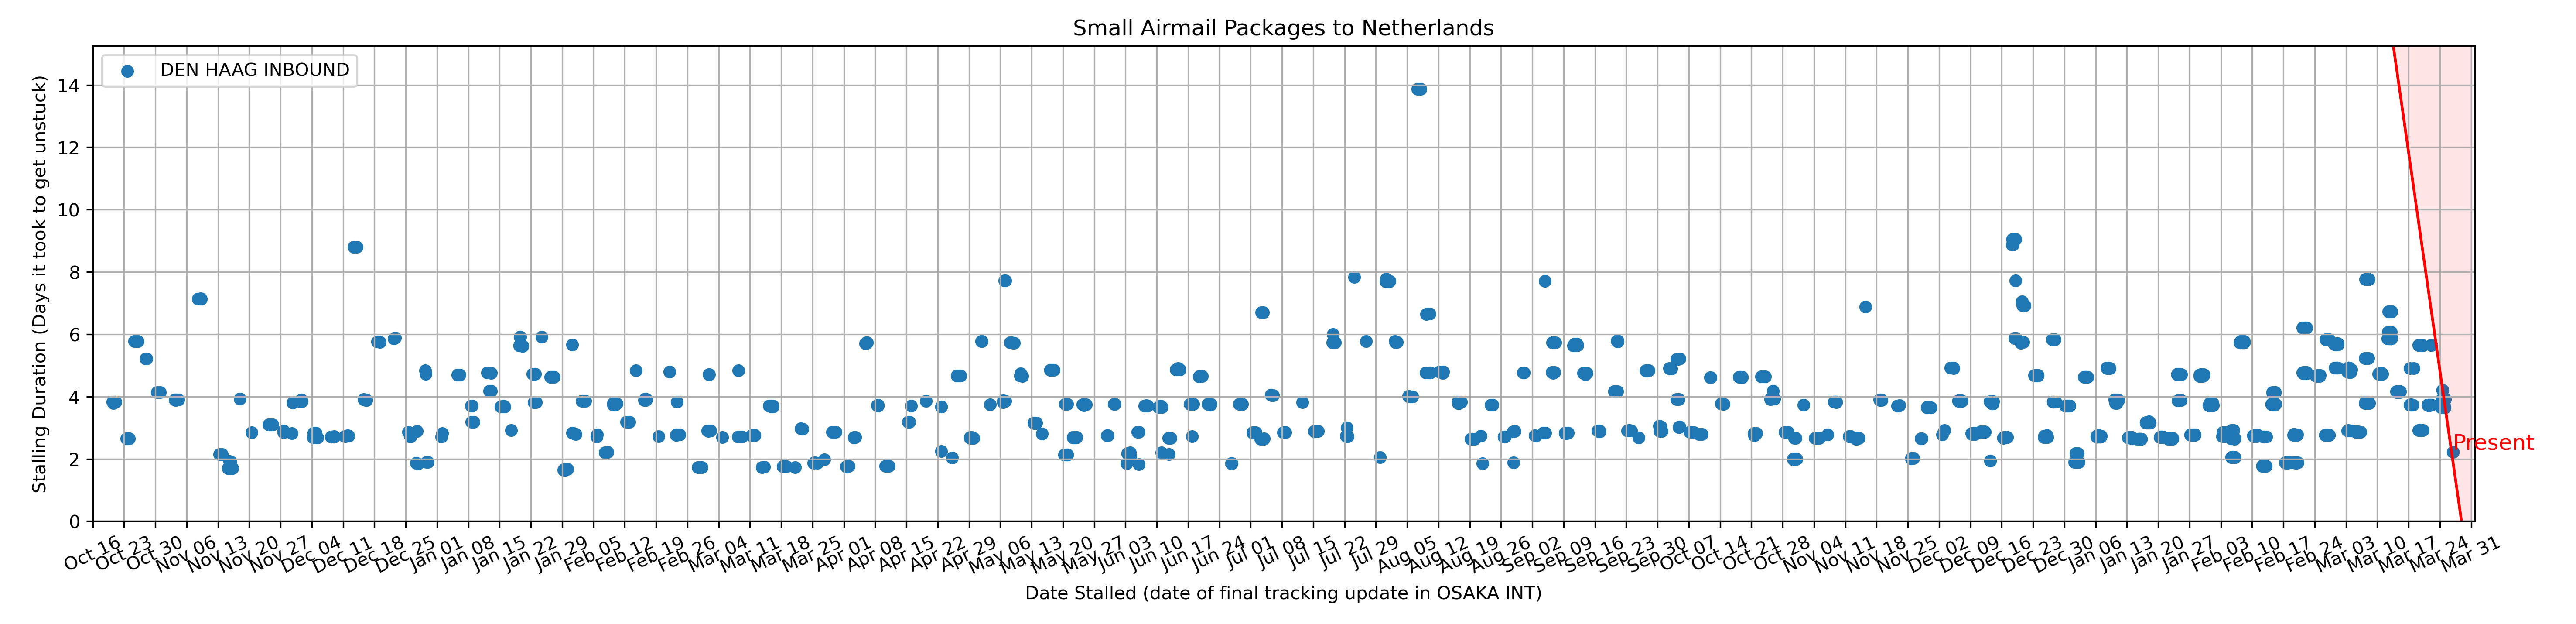 Small Airmail Packages to Netherlands
DEN HAAG INBOUND
Stalling Duration (Days it took to get unstuck)
14
12
10
8
6
4
2
0
Present
Oct 16
Oct 23
Oct 30
Nov 06
Nov 13
Nov 20
Nov 27
Dec 04
Dec 11
Dec 18
Dec 25
Jan 01
Jan 08
Jan 15
Jan 22
Jan 29
Feb 05
Feb 12
Feb 19
Feb 26
Mar 04
Mar 11
Mar 18
Mar 25
Apr 01
Apr 08
Apr 15
Apr 22
Apr 29
May 06
May 13
May 20
May 27
Jun 03
Jun 10
Jun 17
Jun 24
Jul 01
Jul 08
Jul 15
Jul 22
Jul 29
Aug 05
Aug 12
Aug 19
Aug 26
Sep 02
Sep 09
Sep 16
Sep 23
Sep 30
Oct 07
Oct 14
Oct 21
Oct 28
Nov 04
Nov 11
Nov 18
Nov 25
Dec 02
Dec 09
Dec 16
Dec 23
Dec 30
Jan 06
Jan 13
Jan 20
Jan 27
Feb 03
Feb 10
Feb 17
Feb 24
Mar 03
Mar 10
Mar 17
Mar 24
Mar 31
Date Stalled (date of final tracking update in OSAKA INT)